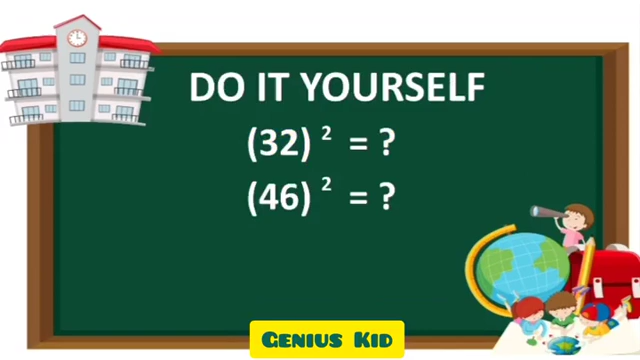 DO IT YOURSELF
(32) ² = ?
(46) ² = ?
GENIUS KID